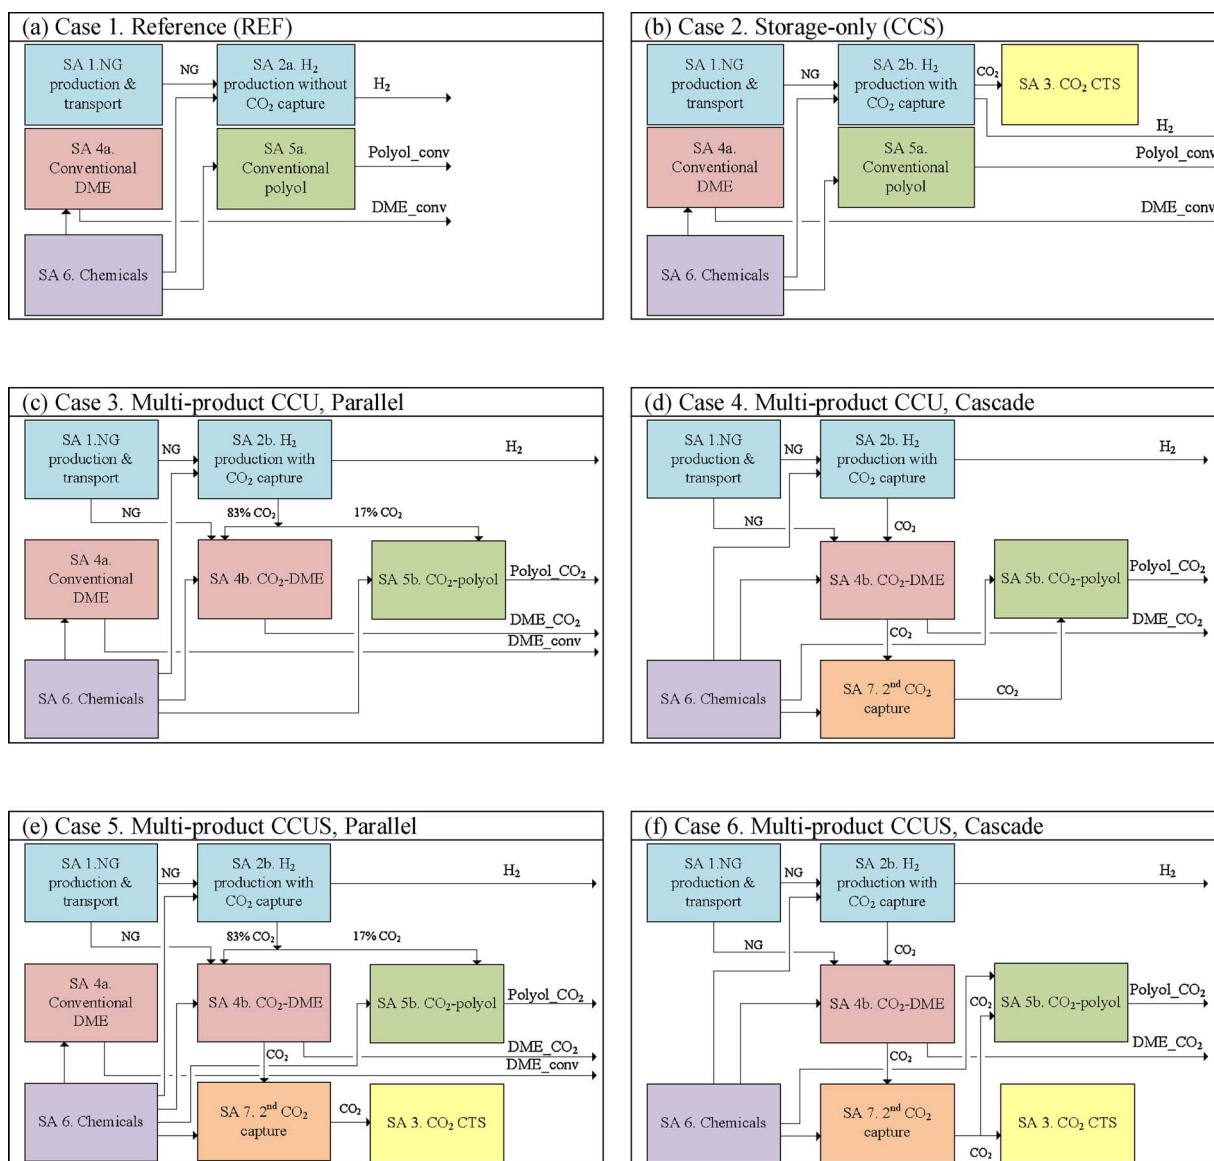 (a) Case 1. Reference (REF)
SA 1.NG
production &
transport
NG
SA 2a. H₂
production without
CO₂ capture
H₂
SA 4a.
Conventional
DME
SA 5a.
Conventional
polyol
Polyol_conv
DME_conv
SA 6. Chemicals
(b) Case 2. Storage-only (CCS)
SA 1.NG
production &
transport
NG
SA 2b. H₂
production with
CO₂ capture
CO₂
SA 3. CO₂ CTS
H₂
SA 4a.
Conventional
DME
SA 5a.
Conventional
polyol
Polyol_conv
DME_conv
SA 6. Chemicals
(c) Case 3. Multi-product CCU, Parallel
SA 1.NG
production &
transport
NG
SA 2b. H₂
production with
CO₂ capture
H₂
NG
83% CO₂
17% CO₂
SA 4a.
Conventional
DME
SA 4b. CO₂-DME
SA 5b. CO₂-polyol
Polyol_CO₂
DME_CO₂
DME_conv
SA 6. Chemicals
(d) Case 4. Multi-product CCU, Cascade
SA 1.NG
production &
transport
NG
SA 2b. H₂
production with
CO₂ capture
H₂
NG
CO₂
SA 4b. CO₂-DME
SA 5b. CO₂-polyol
Polyol_CO₂
DME_CO₂
CO₂
SA 6. Chemicals
SA 7. 2ⁿᵈ CO₂
capture
CO₂
(e) Case 5. Multi-product CCUS, Parallel
SA 1.NG
production &
transport
NG
SA 2b. H₂
production with
CO₂ capture
H₂
NG
83% CO₂
17% CO₂
SA 4a.
Conventional
DME
SA 4b. CO₂-DME
SA 5b. CO₂-polyol
Polyol_CO₂
DME_CO₂
DME_conv
CO₂
SA 6. Chemicals
SA 7. 2ⁿᵈ CO₂
capture
CO₂
SA 3. CO₂ CTS
(f) Case 6. Multi-product CCUS, Cascade
SA 1.NG
production &
transport
NG
SA 2b. H₂
production with
CO₂ capture
H₂
NG
CO₂
SA 4b. CO₂-DME
CO₂
SA 5b. CO₂-polyol
Polyol_CO₂
DME_CO₂
CO₂
SA 6. Chemicals
SA 7. 2ⁿᵈ CO₂
capture
CO₂
SA 3. CO₂ CTS